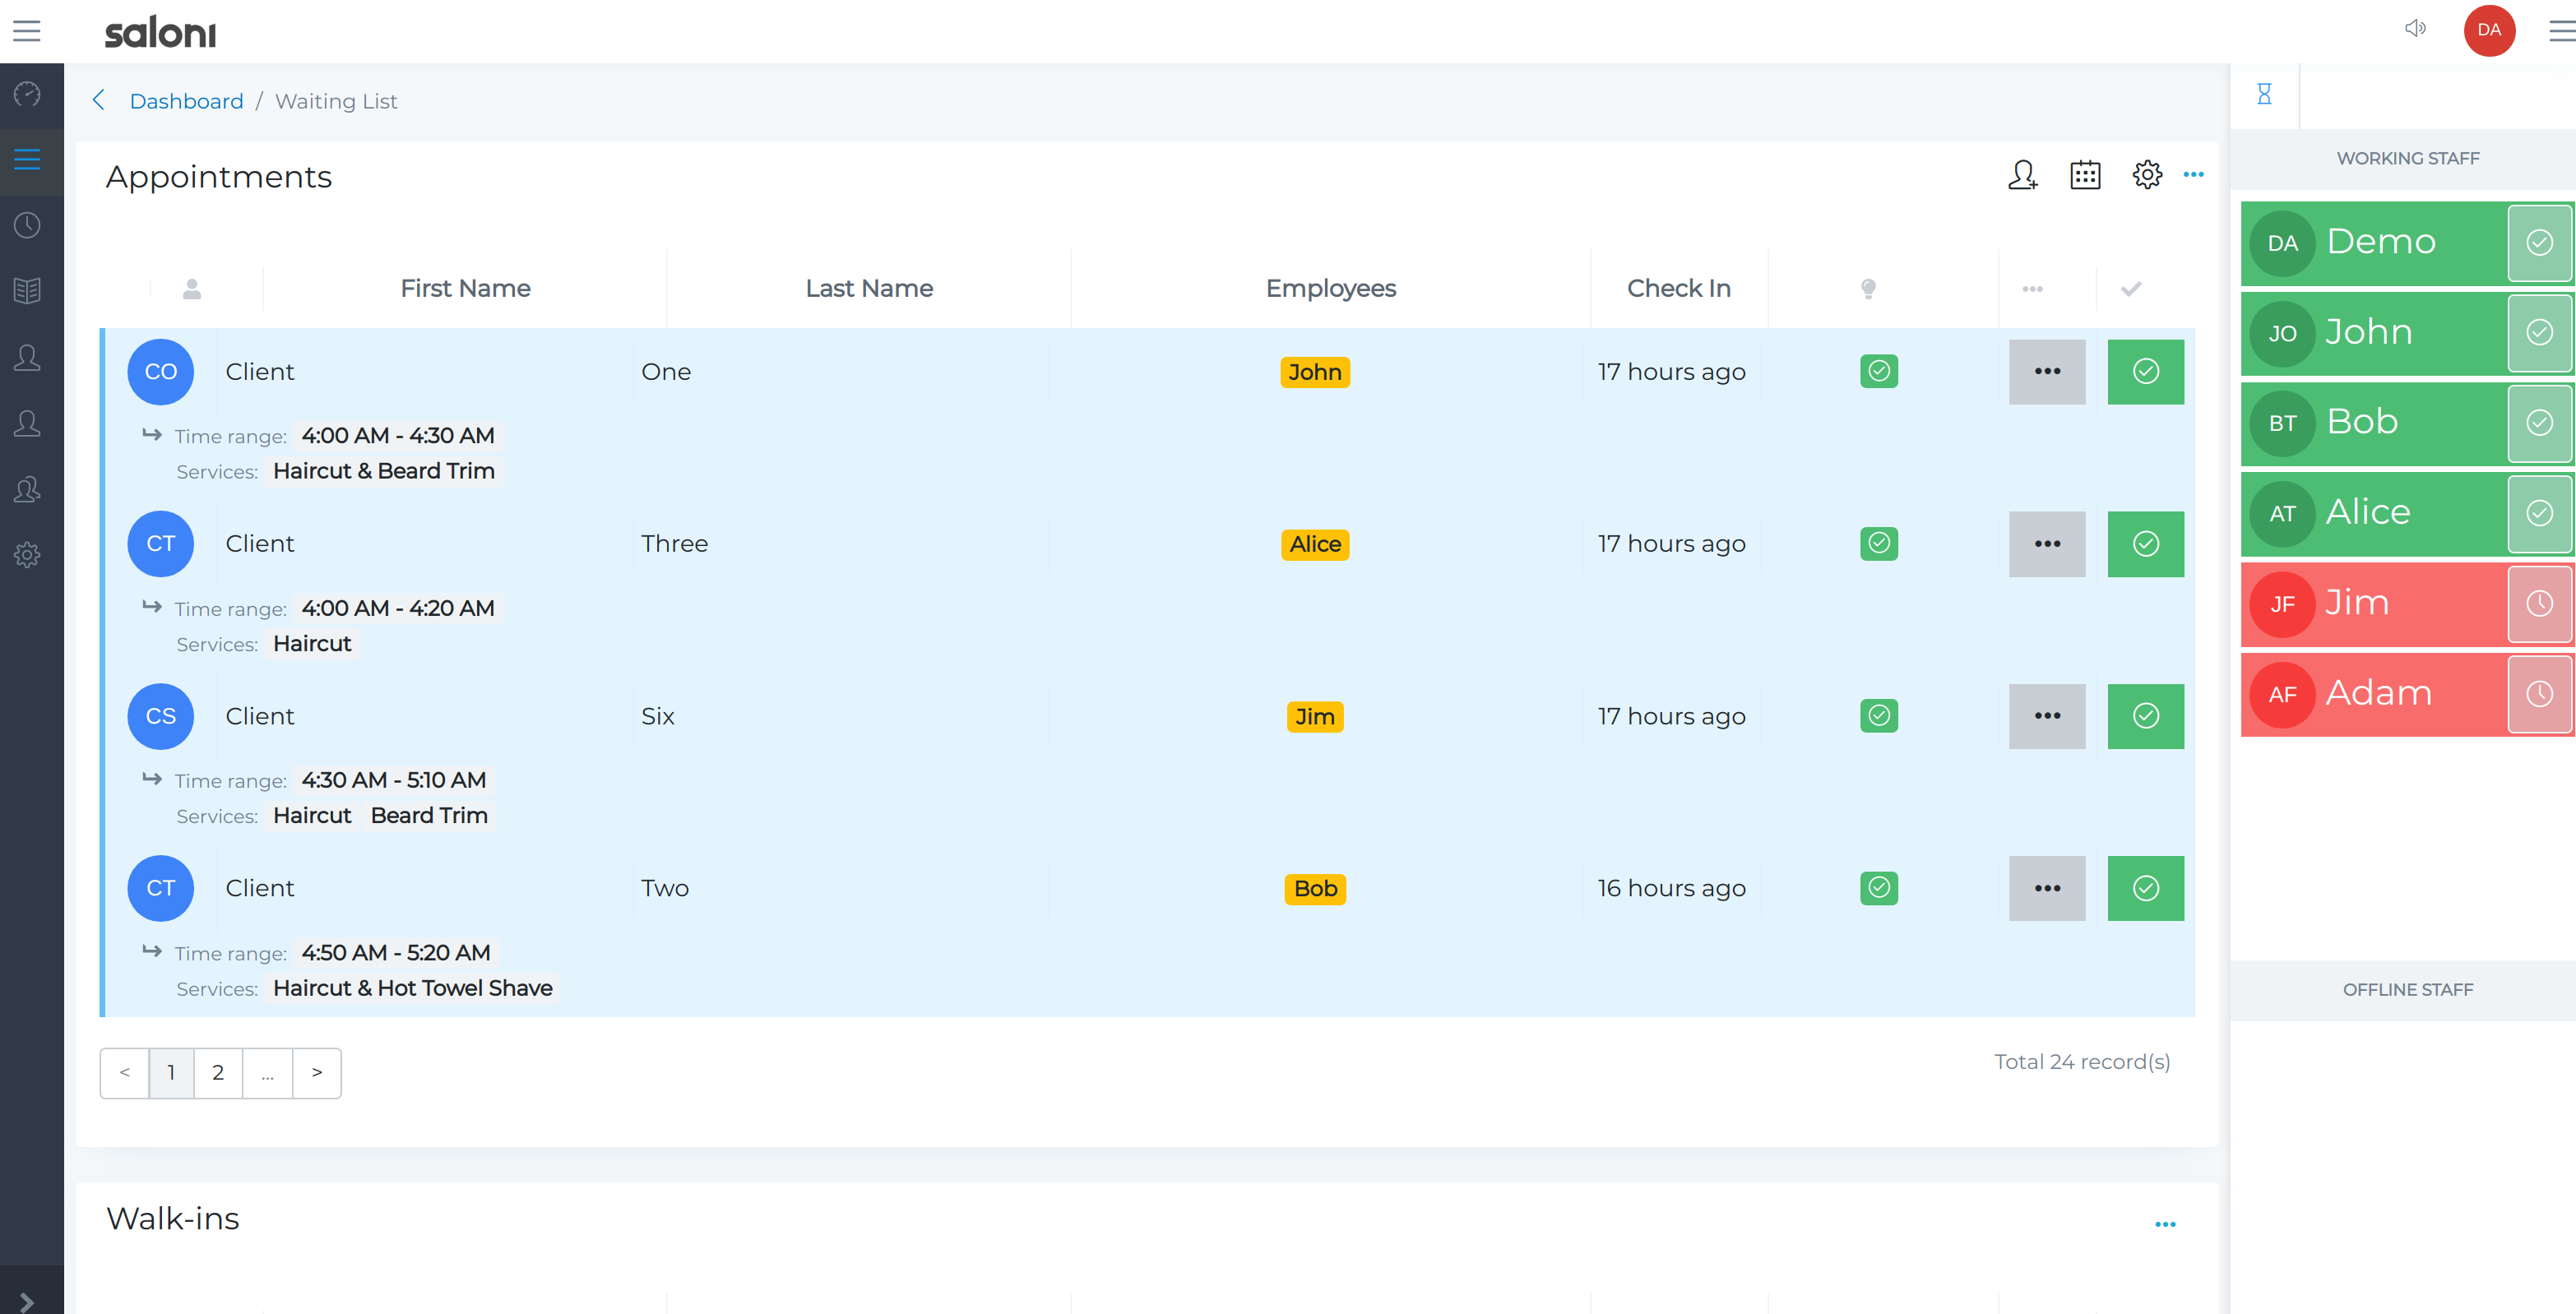 saloni
DA
Dashboard / Waiting List
Appointments
First Name Last Name Employees Check In
CO Client One John 17 hours ago
Time range: 4:00 AM - 4:30 AM
Services: Haircut & Beard Trim
CT Client Three Alice 17 hours ago
Time range: 4:00 AM - 4:20 AM
Services: Haircut
CS Client Six Jim 17 hours ago
Time range: 4:30 AM - 5:10 AM
Services: Haircut Beard Trim
CT Client Two Bob 16 hours ago
Time range: 4:50 AM - 5:20 AM
Services: Haircut & Hot Towel Shave
< 1 2 ... >
Total 24 record(s)
Walk-ins
WORKING STAFF
DA Demo
JO John
BT Bob
AT Alice
JF Jim
AF Adam
OFFLINE STAFF